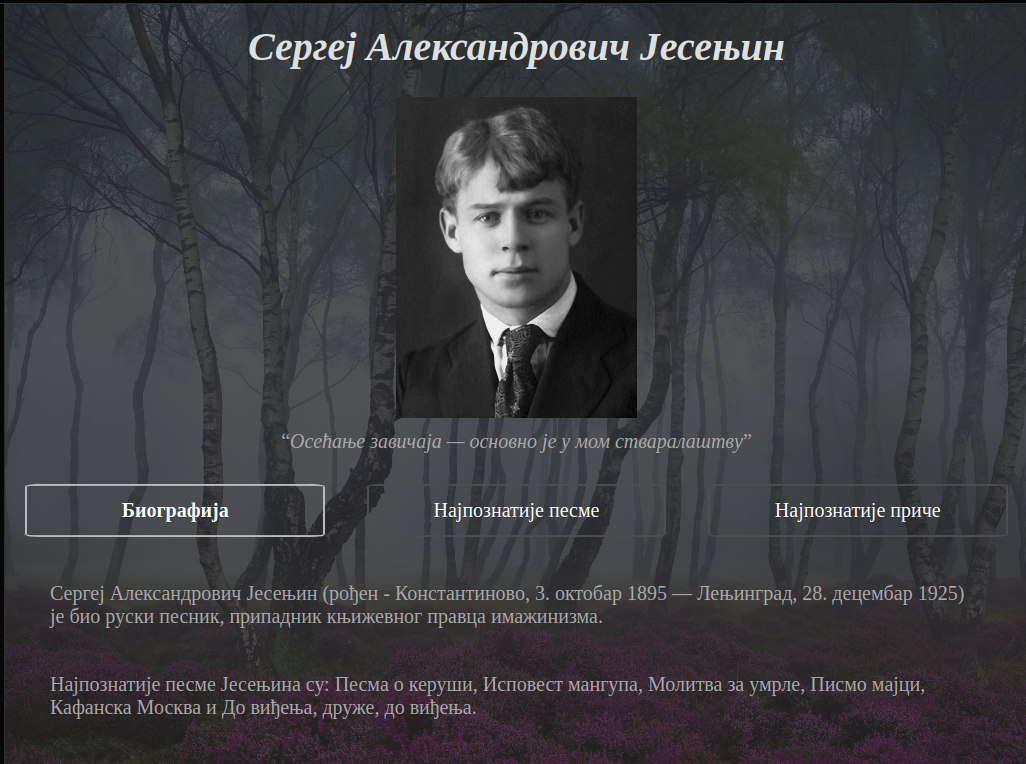 Сергеј Александрович Јесењин
“Осећање завичаја — основно је у мом стваралаштву”
Биографија
Најпознатије песме
Најпознатије приче
Сергеј Александрович Јесењин (рођен - Константиново, 3. октобар 1895 — Лењинград, 28. децембар 1925)
је био руски песник, припадник књижевног правца имажинизма.
Најпознатије песме Јесењина су: Песма о керуши, Исповест мангупа, Молитва за умрле, Писмо мајци,
Кафанска Москва и До виђења, друже, до виђења.